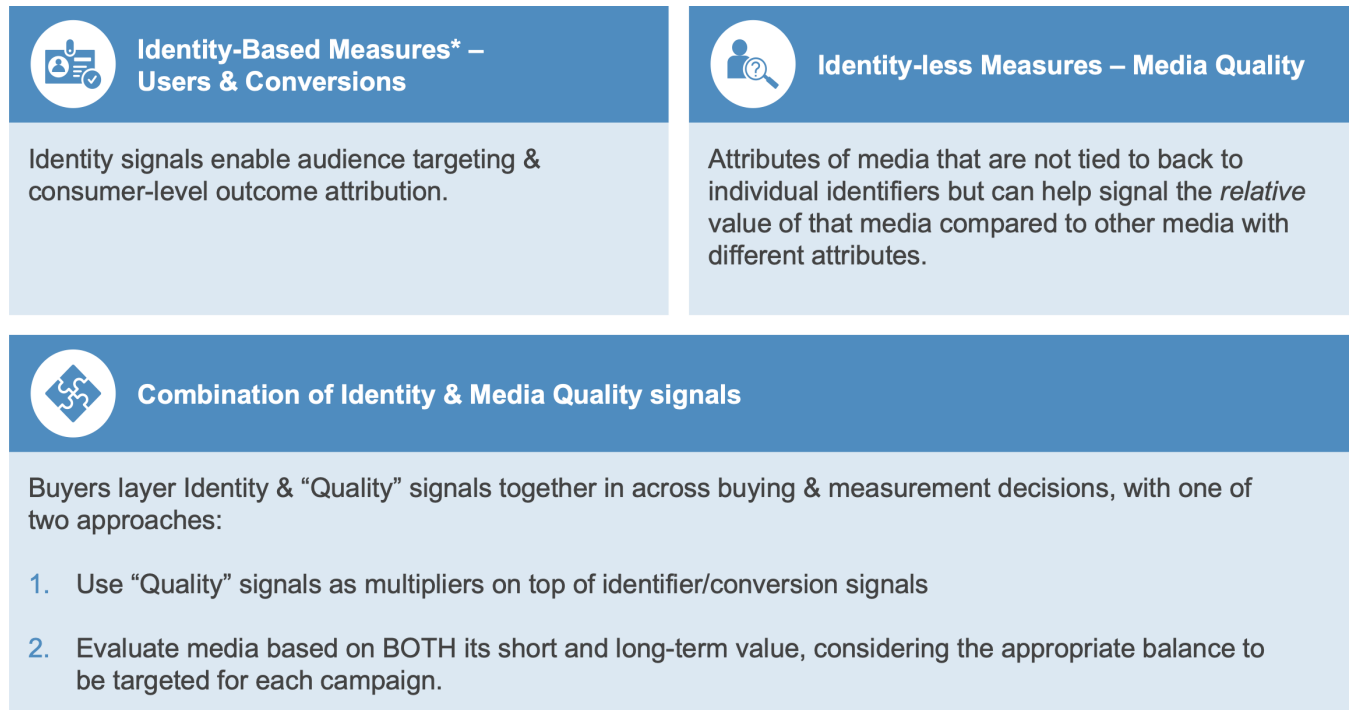 Identity-Based Measures* –
Users & Conversions
Identity signals enable audience targeting &
consumer-level outcome attribution.
Identity-less Measures – Media Quality
Attributes of media that are not tied to back to
individual identifiers but can help signal the relative
value of that media compared to other media with
different attributes.
Combination of Identity & Media Quality signals
Buyers layer Identity & “Quality” signals together in across buying & measurement decisions, with one of
two approaches:
1. Use “Quality” signals as multipliers on top of identifier/conversion signals
2. Evaluate media based on BOTH its short and long-term value, considering the appropriate balance to
be targeted for each campaign.